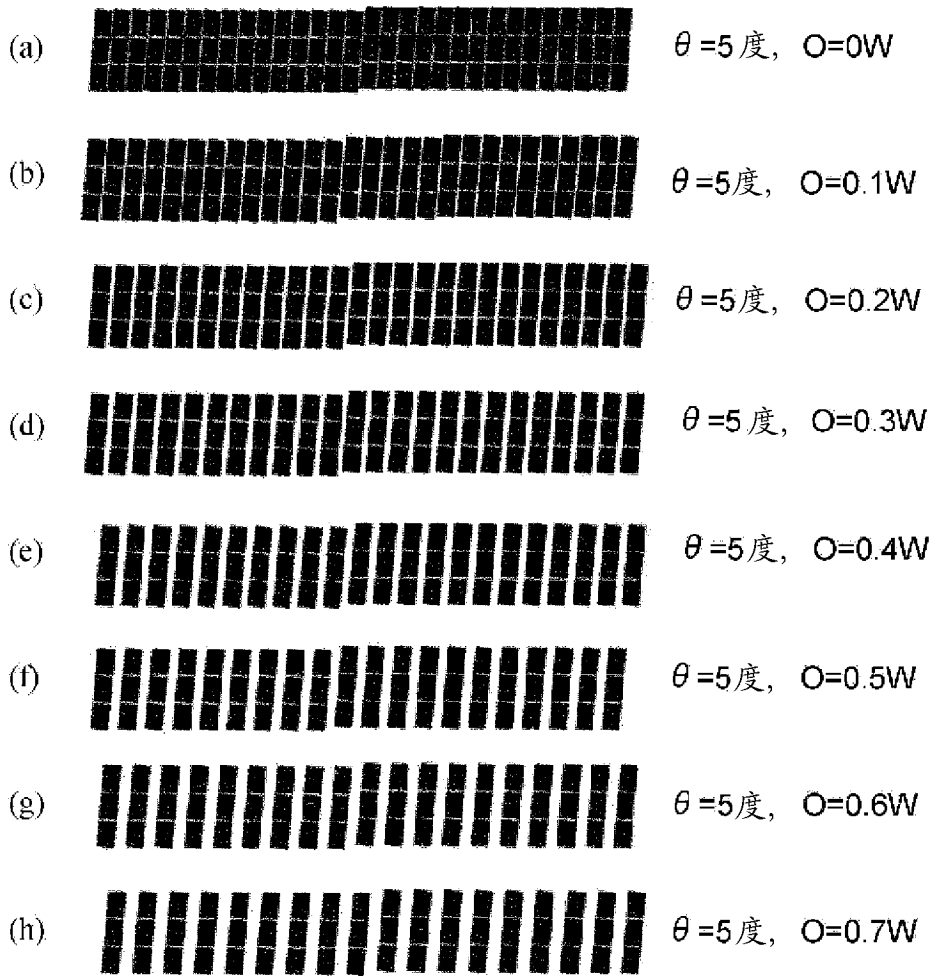 (a) θ=5度, O=0W
(b) θ=5度, O=0.1W
(c) θ=5度, O=0.2W
(d) θ=5度, O=0.3W
(e) θ=5度, O=0.4W
(f) θ=5度, O=0.5W
(g) θ=5度, O=0.6W
(h) θ=5度, O=0.7W